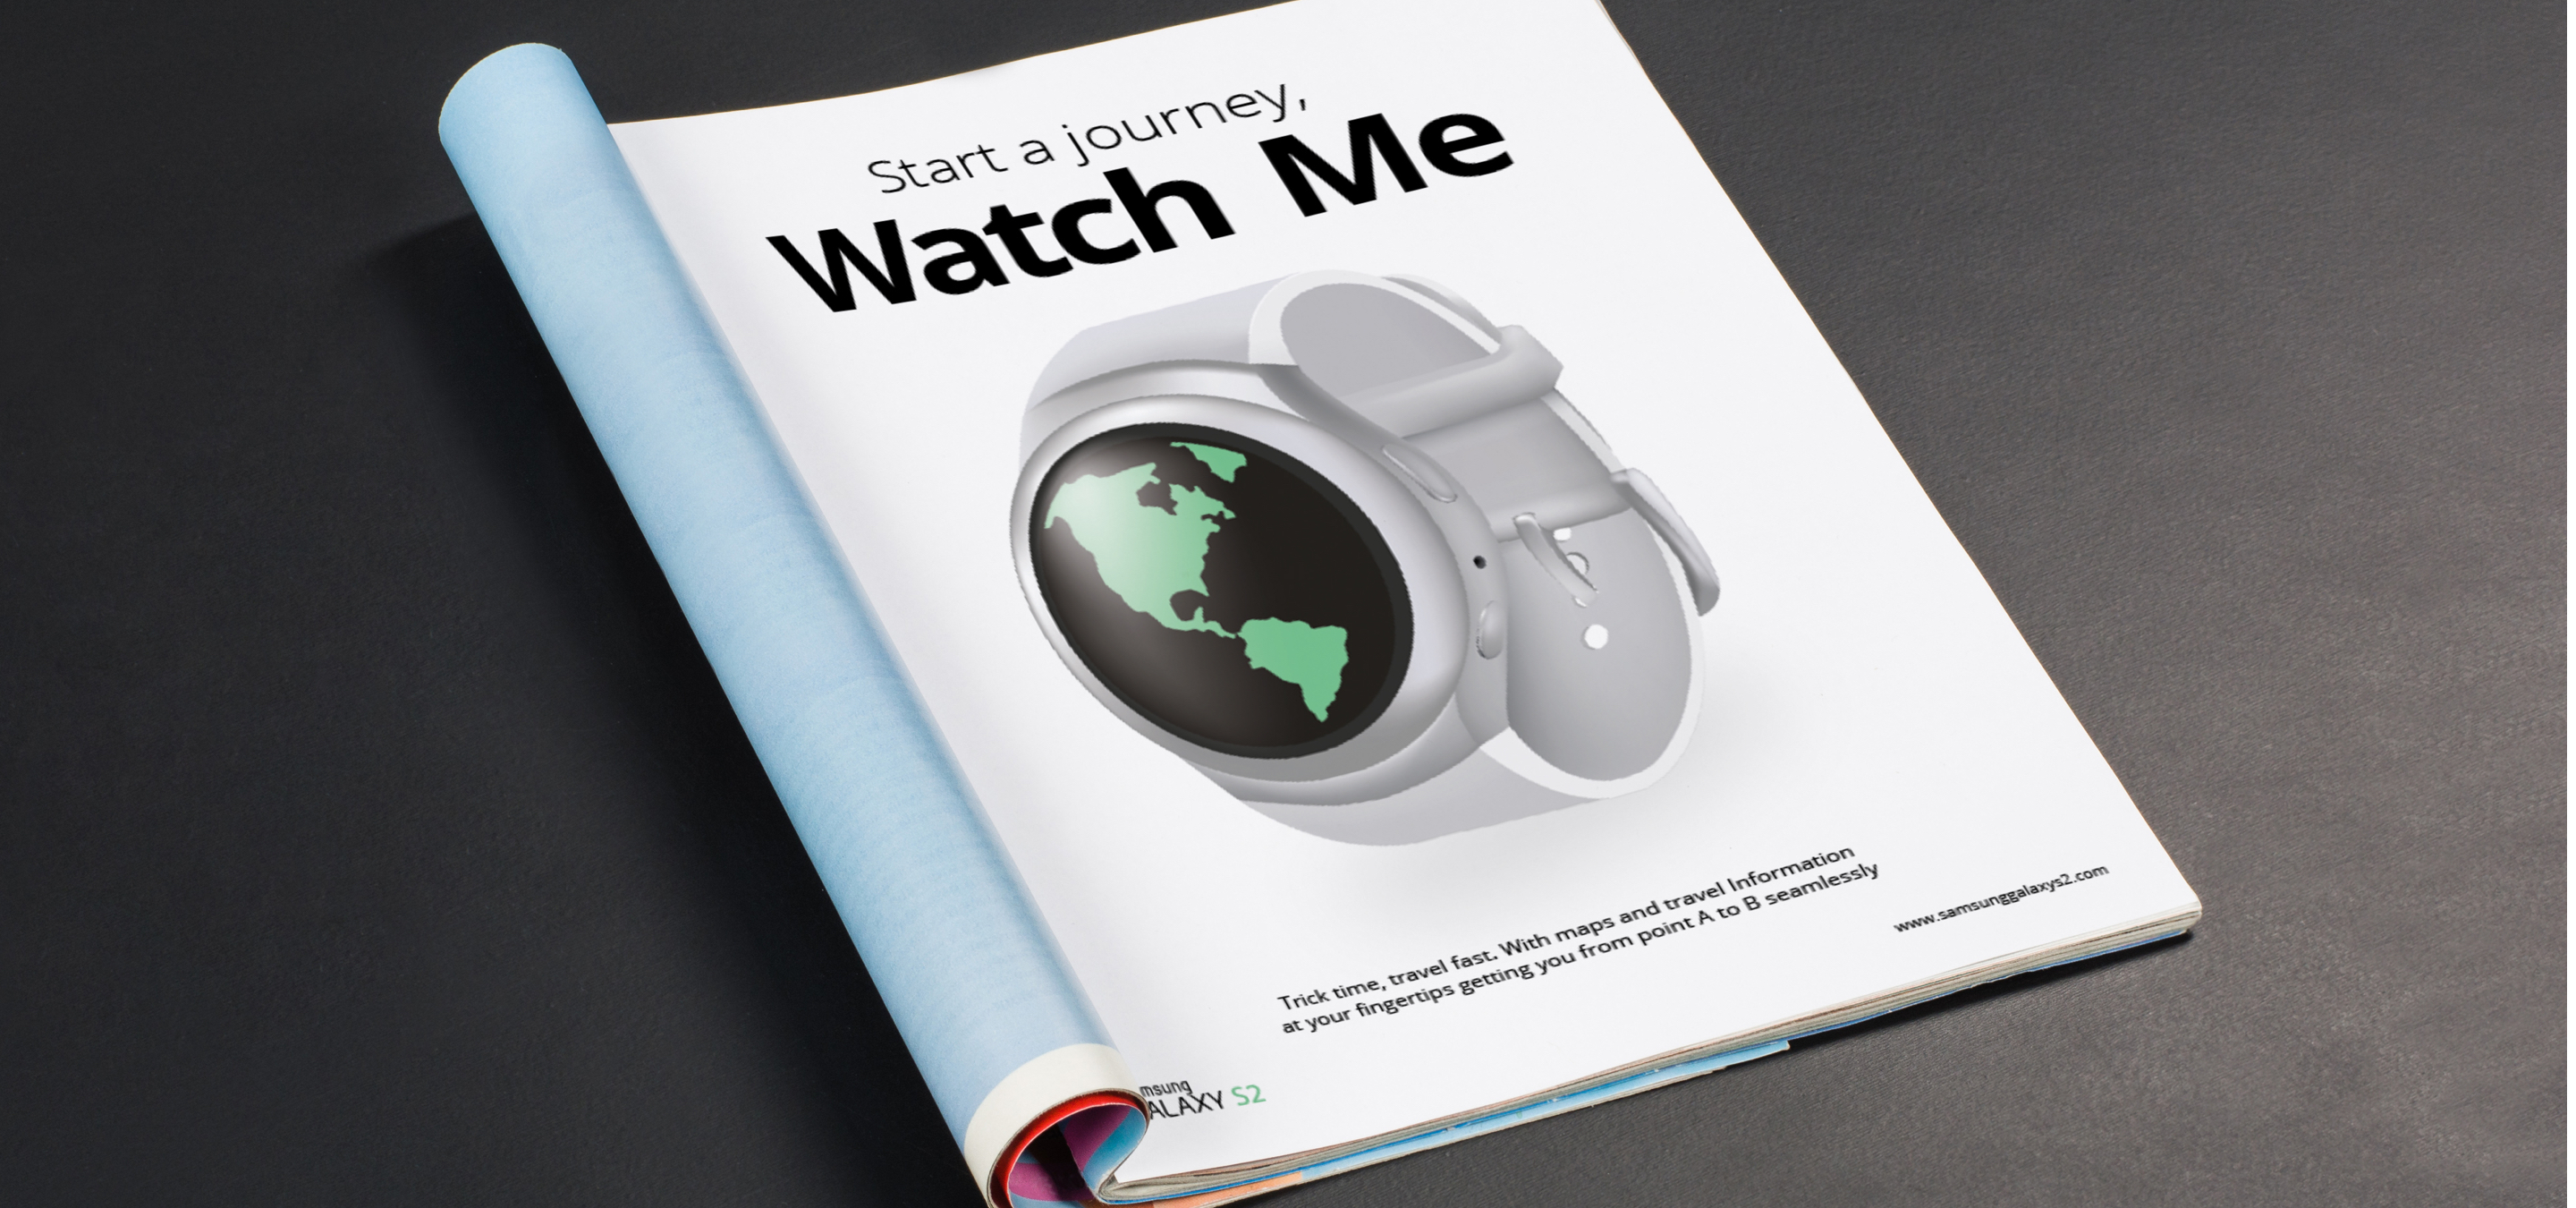 Start a journey,
Watch Me
Trick time, travel fast. With maps and travel Information
at your fingertips getting you from point A to B seamlessly
www.samsunggalaxys2.com
msung
ALAXY S2